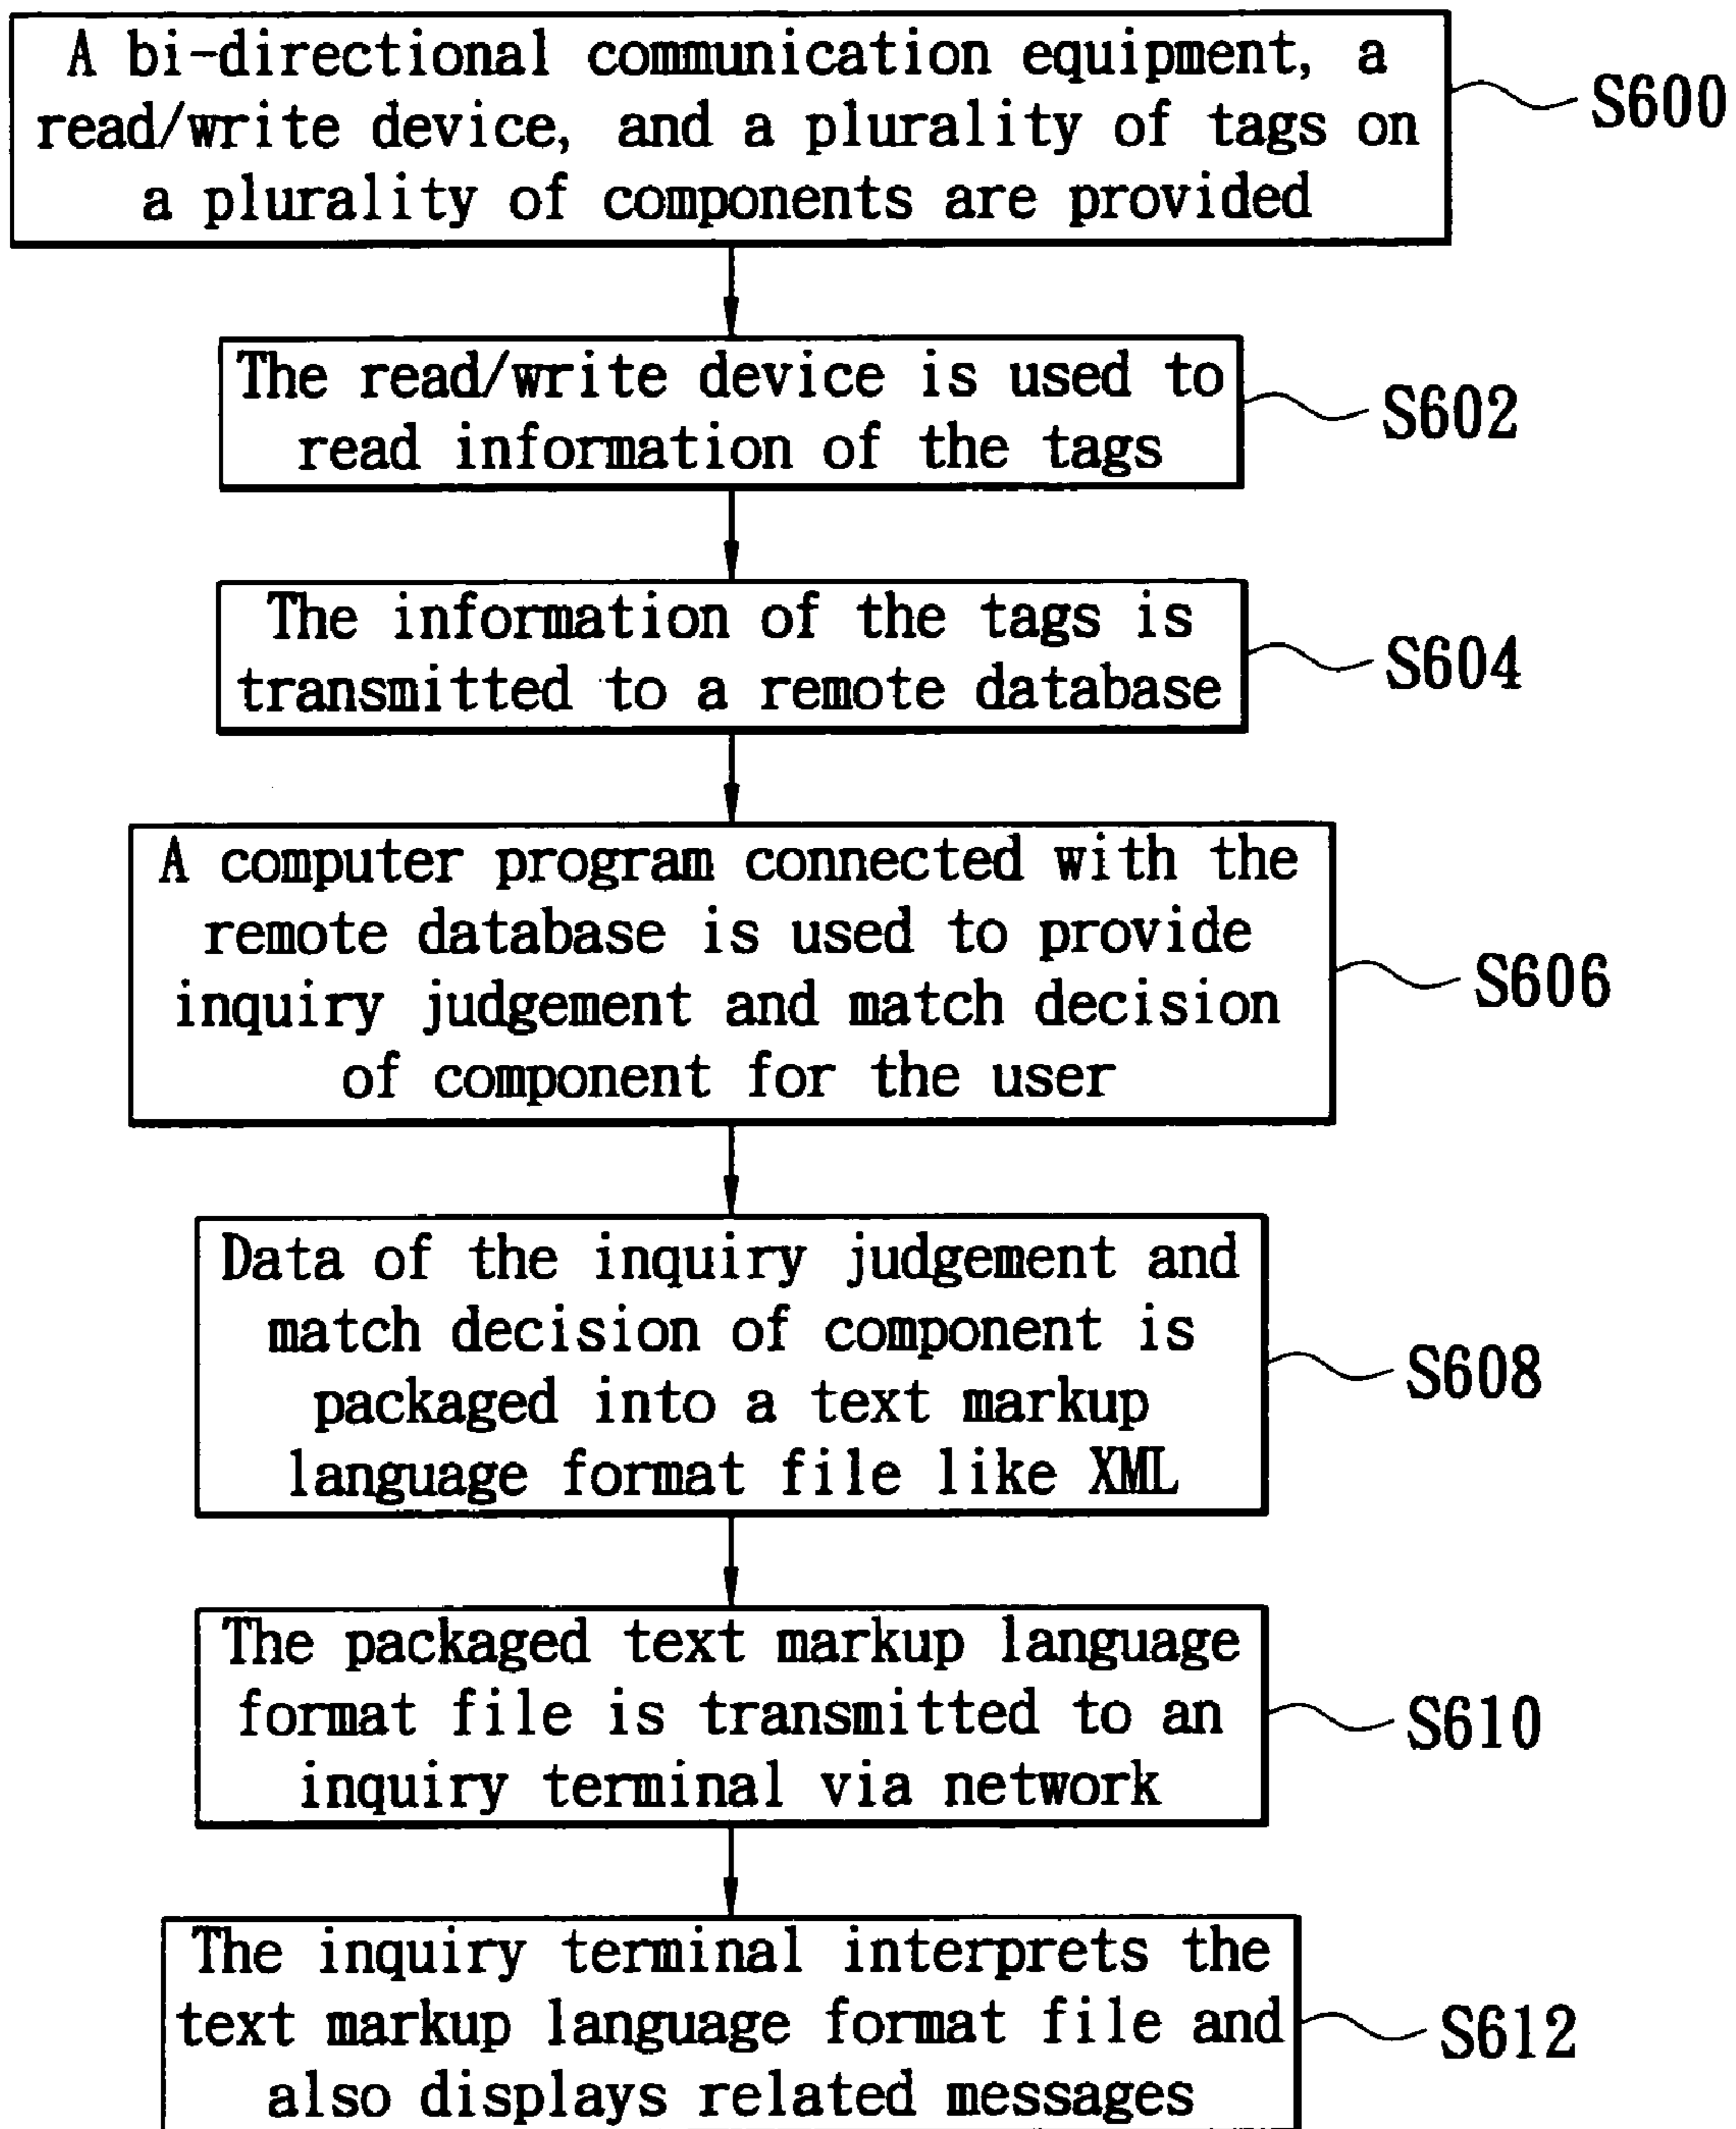 A bi-directional communication equipment, a
read/write device, and a plurality of tags on
a plurality of components are provided
S600
The read/write device is used to
read information of the tags
S602
The information of the tags is
transmitted to a remote database
S604
A computer program connected with the
remote database is used to provide
inquiry judgement and match decision
of component for the user
S606
Data of the inquiry judgement and
match decision of component is
packaged into a text markup
language format file like XML
S608
The packaged text markup language
format file is transmitted to an
inquiry terminal via network
S610
The inquiry terminal interprets the
text markup language format file and
also displays related messages
S612